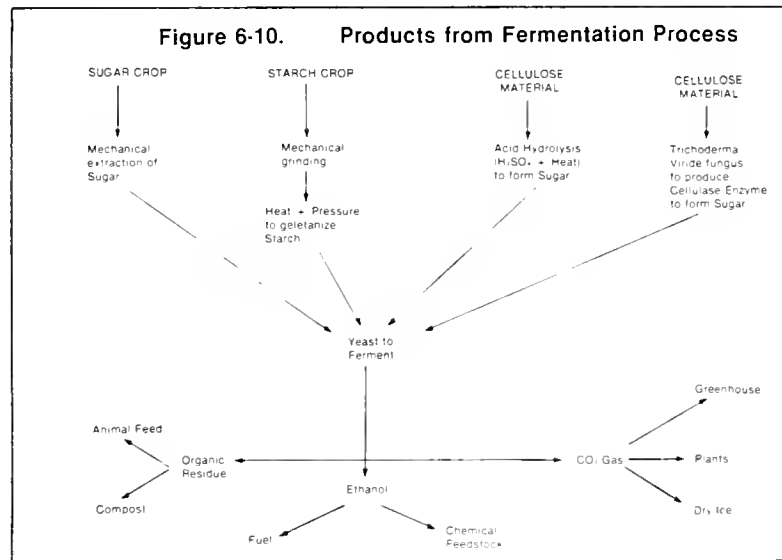 Figure 6-10. Products from Fermentation Process
SUGAR CROP
Mechanical
extraction of
Sugar
STARCH CROP
Mechanical
grinding
Heat + Pressure
to geletanize
Starch
CELLULOSE
MATERIAL
Acid Hydrolysis
(H₂SO₄ + Heat)
to form Sugar
CELLULOSE
MATERIAL
Trichoderma
Viride fungus
to produce
Cellulase Enzyme
to form Sugar
Yeast to
Ferment
Organic
Residue
Animal Feed
Compost
Ethanol
Fuel
Chemical
Feedstock
CO₂ Gas
Greenhouse
Plants
Dry Ice